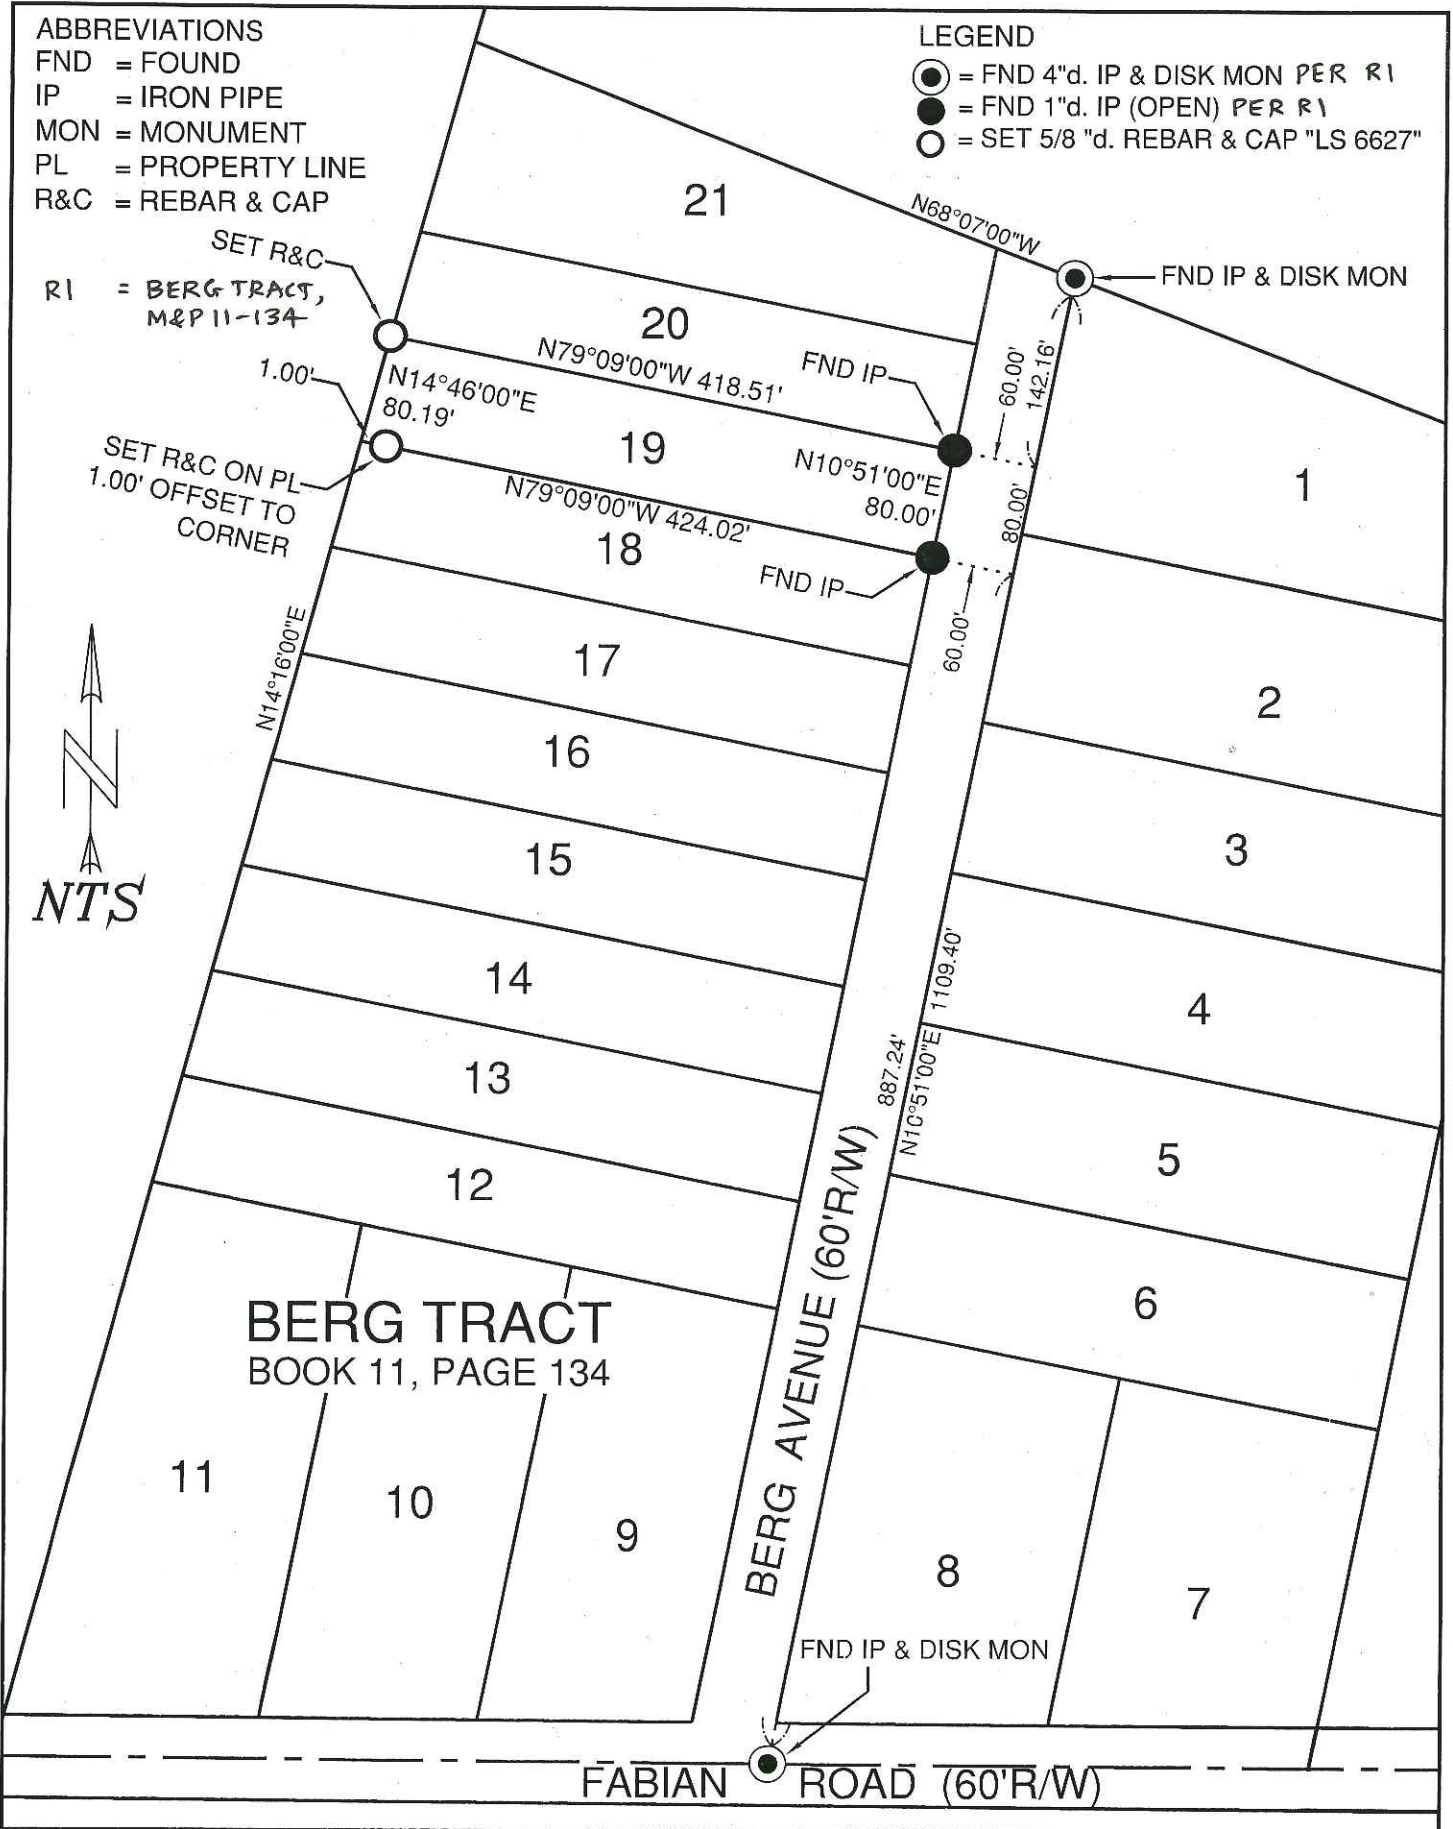 ABBREVIATIONS
FND = FOUND
IP = IRON PIPE
MON = MONUMENT
PL = PROPERTY LINE
R&C = REBAR & CAP
R1 = BERG TRACT,
M&P 11-134
LEGEND
= FND 4"d. IP & DISK MON PER R1
= FND 1"d. IP (OPEN) PER R1
= SET 5/8 "d. REBAR & CAP "LS 6627"
21
N68°07'00"W
FND IP & DISK MON
SET R&C
20
N79°09'00"W 418.51'
FND IP
60.00'
142.16'
1.00'
N14°46'00"E
80.19'
19
N10°51'00"E
80.00'
80.00'
1
SET R&C ON PL
1.00' OFFSET TO
CORNER
N79°09'00"W 424.02'
18
FND IP
60.00'
N14°16'00"E
17
2
16
NTS
15
3
14
1109.40'
4
13
887.24'
N10°51'00"E
12
5
BERG AVENUE (60'R/W)
6
BERG TRACT
BOOK 11, PAGE 134
11
10
9
8
7
FND IP & DISK MON
FABIAN ROAD (60'R/W)